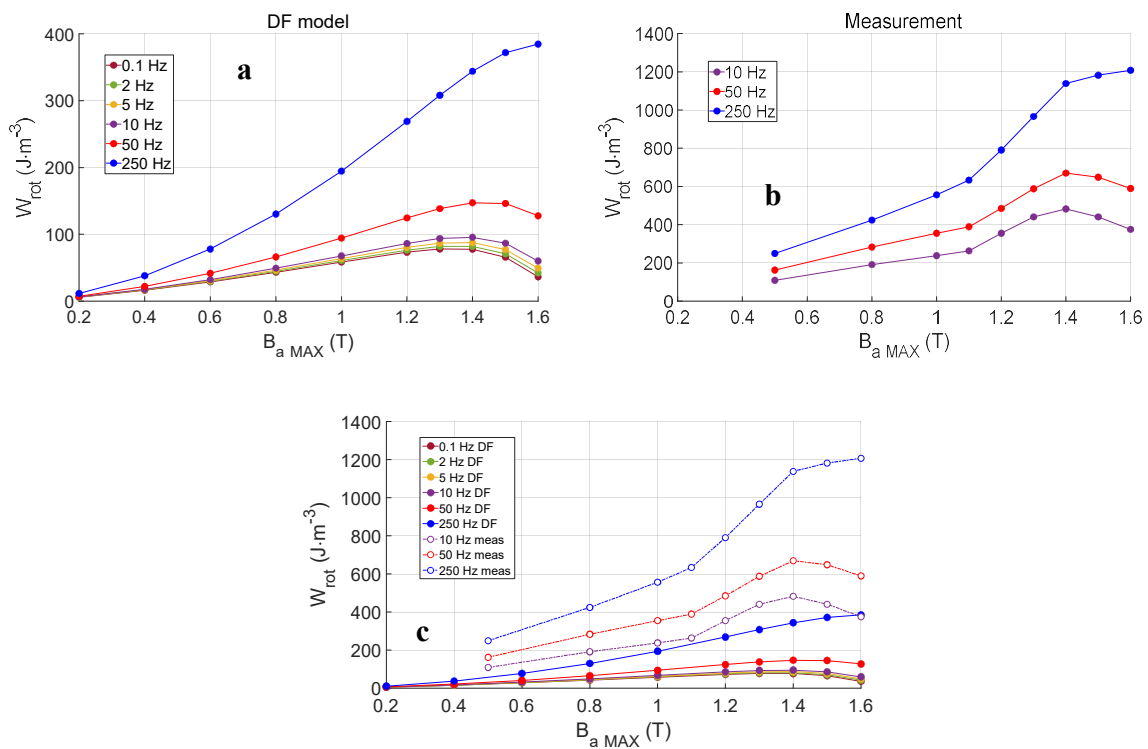 DF model
400
300
200
100
0
0.2 0.4 0.6 0.8 1 1.2 1.4 1.6
W_rot (J·m⁻³)
B_a MAX (T)
0.1 Hz
2 Hz
5 Hz
10 Hz
50 Hz
250 Hz
a
Measurement
1400
1200
1000
800
600
400
200
0
0.2 0.4 0.6 0.8 1 1.2 1.4 1.6
W_rot (J·m⁻³)
B_a MAX (T)
10 Hz
50 Hz
250 Hz
b
1400
1200
1000
800
600
400
200
0
0.2 0.4 0.6 0.8 1 1.2 1.4 1.6
W_rot (J·m⁻³)
B_a MAX (T)
0.1 Hz DF
2 Hz DF
5 Hz DF
10 Hz DF
50 Hz DF
250 Hz DF
10 Hz meas
50 Hz meas
250 Hz meas
c